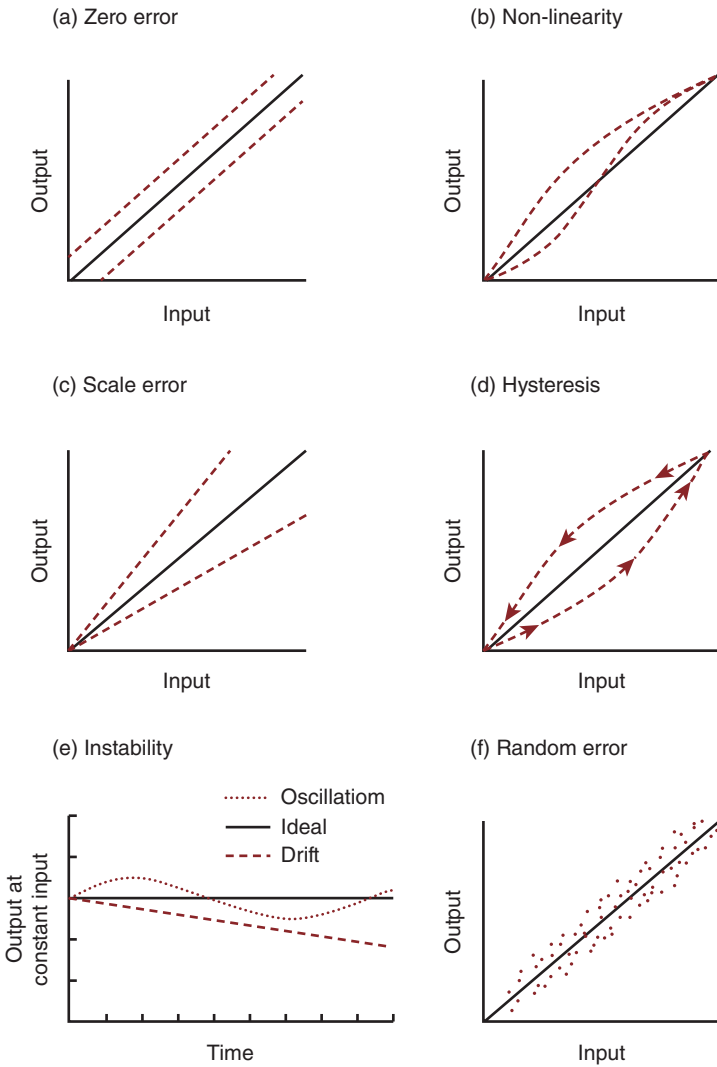 (a) Zero error
Output
Input
(b) Non-linearity
Output
Input
(c) Scale error
Output
Input
(d) Hysteresis
Output
Input
(e) Instability
Oscillatiom
Ideal
Drift
Output at
constant input
Time
(f) Random error
Output
Input